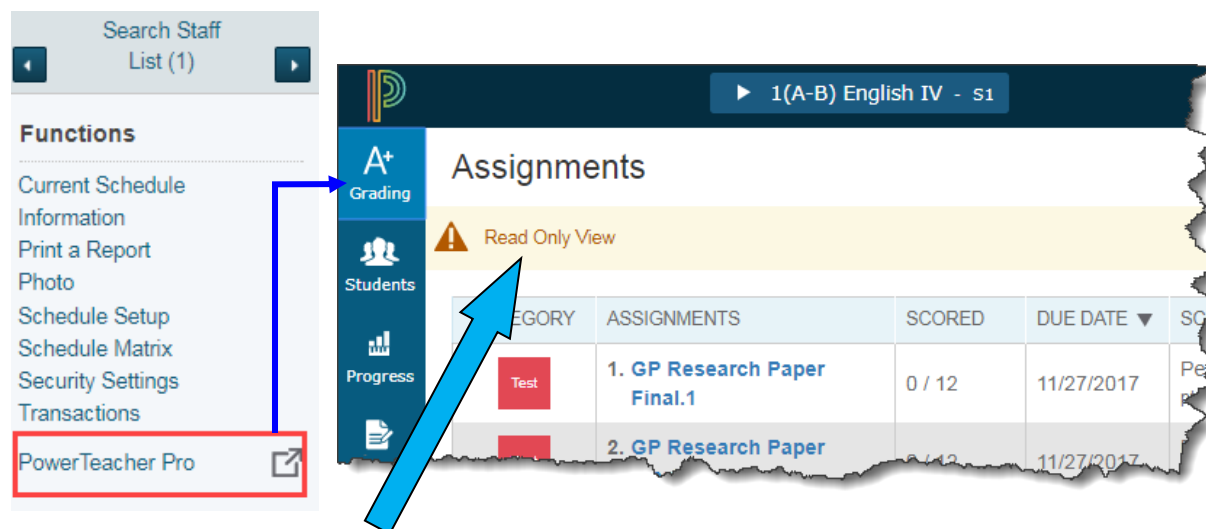 Search Staff
List (1)
Functions
Current Schedule
Information
Print a Report
Photo
Schedule Setup
Schedule Matrix
Security Settings
Transactions
PowerTeacher Pro
1(A-B) English IV - S1
A+
Grading
Students
Progress
Assignments
Read Only View
EGORY ASSIGNMENTS SCORED DUE DATE ▼ SC
Test 1. GP Research Paper 0 / 12 11/27/2017
Final.1
2. GP Research Paper 11/27/2017